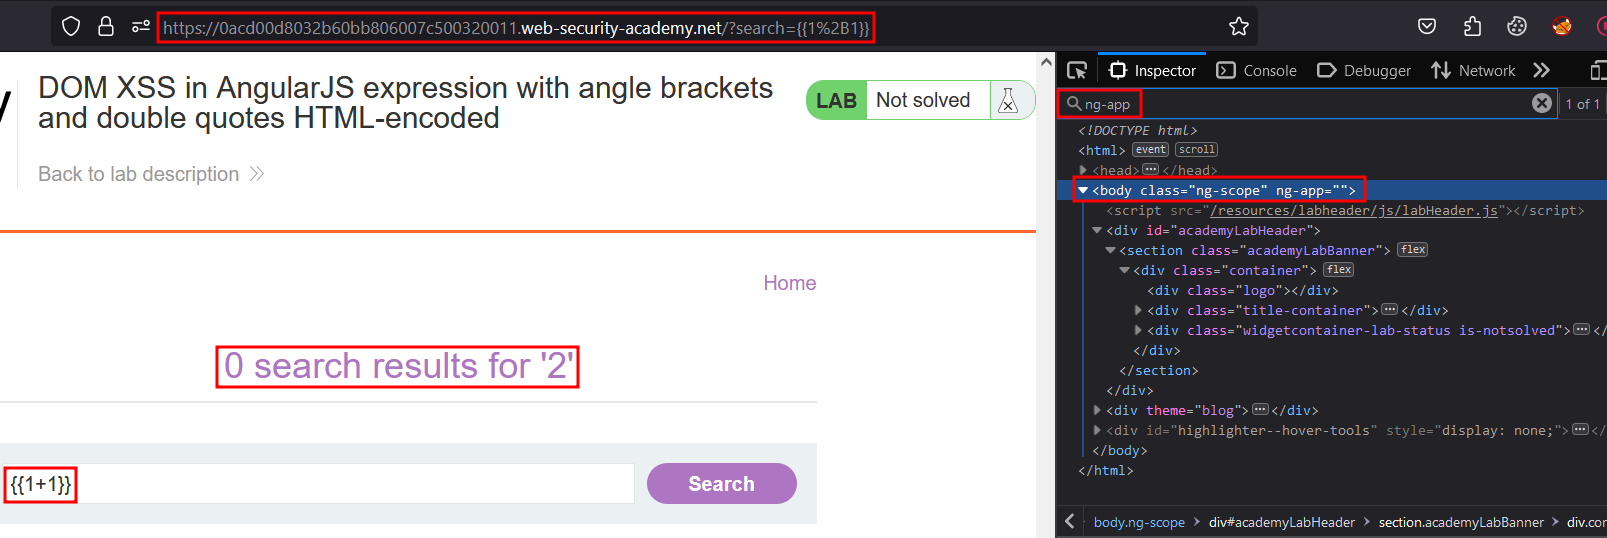 https://0acd00d8032b60bb806007c500320011.web-security-academy.net/?search={{1%2B1}}
y
DOM XSS in AngularJS expression with angle brackets
and double quotes HTML-encoded
LAB Not solved
Back to lab description
Home
0 search results for '2'
{{1+1}}
Search
Inspector Console Debugger Network
ng-app 1 of 1
<!DOCTYPE html>
<html> event scroll
<head> ... </head>
<body class="ng-scope" ng-app="">
<script src="/resources/labheader/js/labHeader.js"></script>
<div id="academyLabHeader">
<section class="academyLabBanner"> flex
<div class="container"> flex
<div class="logo"></div>
<div class="title-container"> ... </div>
<div class="widgetcontainer-lab-status is-notsolved"> ... </
</div>
</section>
</div>
<div theme="blog"> ... </div>
<div id="highlighter--hover-tools" style="display: none;"> ... </
</body>
</html>
body.ng-scope > div#academyLabHeader > section.academyLabBanner > div.con